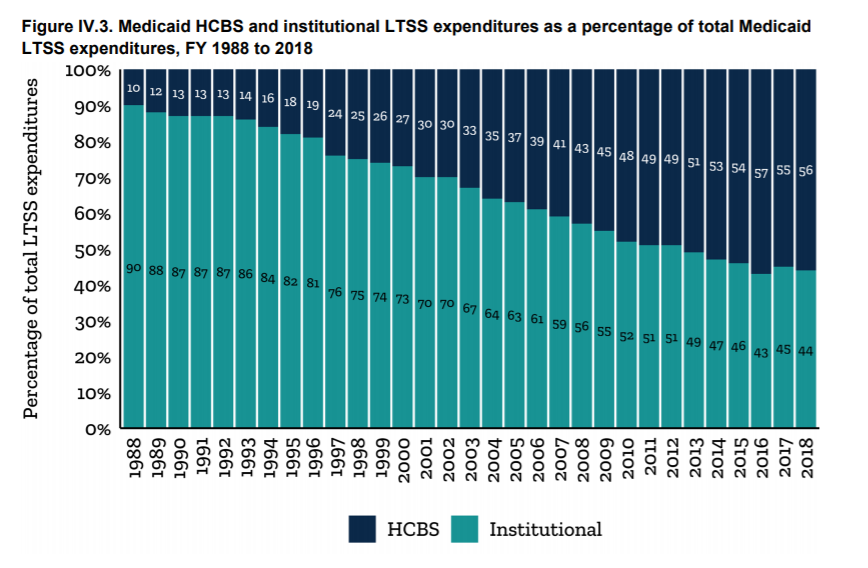 Figure IV.3. Medicaid HCBS and institutional LTSS expenditures as a percentage of total Medicaid
LTSS expenditures, FY 1988 to 2018
Percentage of total LTSS expenditures
100%
90%
80%
70%
60%
50%
40%
30%
20%
10%
0%
10 12 13 13 13 14 16 18 19 24 25 26 27 30 30 33 35 37 39 41 43 45 48 49 49 51 53 54 57 55 56
90 88 87 87 87 86 84 82 81 76 75 74 73 70 70 67 64 63 61 59 56 55 52 51 51 49 47 46 43 45 44
1988 1989 1990 1991 1992 1993 1994 1995 1996 1997 1998 1999 2000 2001 2002 2003 2004 2005 2006 2007 2008 2009 2010 2011 2012 2013 2014 2015 2016 2017 2018
HCBS Institutional